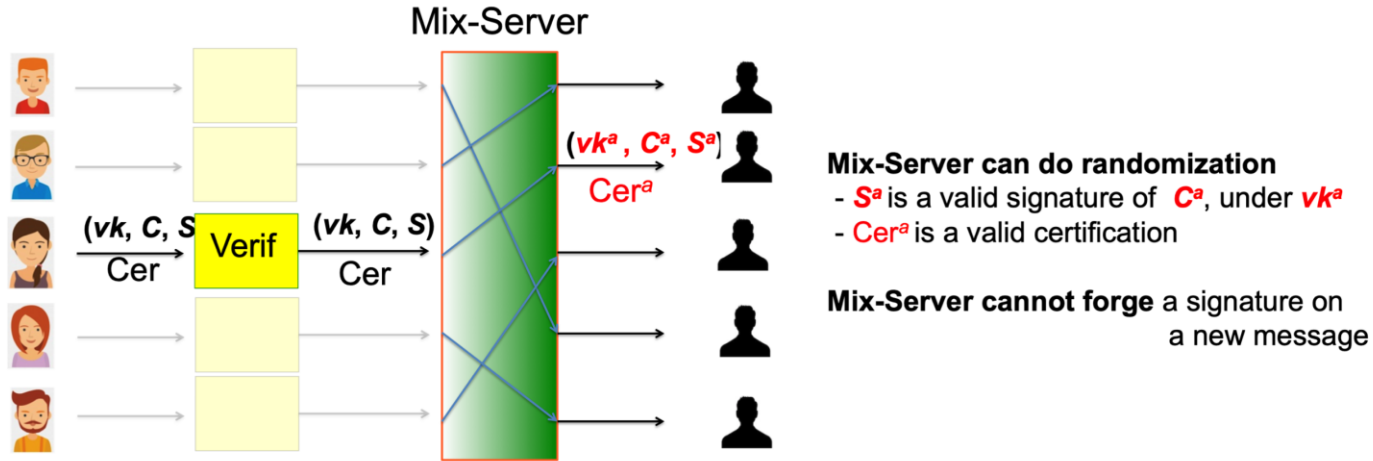 Mix-Server
(vk, C, S
Cer
Verif
(vk, C, S)
Cer
(vkᵃ , Cᵃ, Sᵃ)
Cerᵃ
Mix-Server can do randomization
- Sᵃ is a valid signature of Cᵃ, under vkᵃ
- Cerᵃ is a valid certification
Mix-Server cannot forge a signature on
a new message